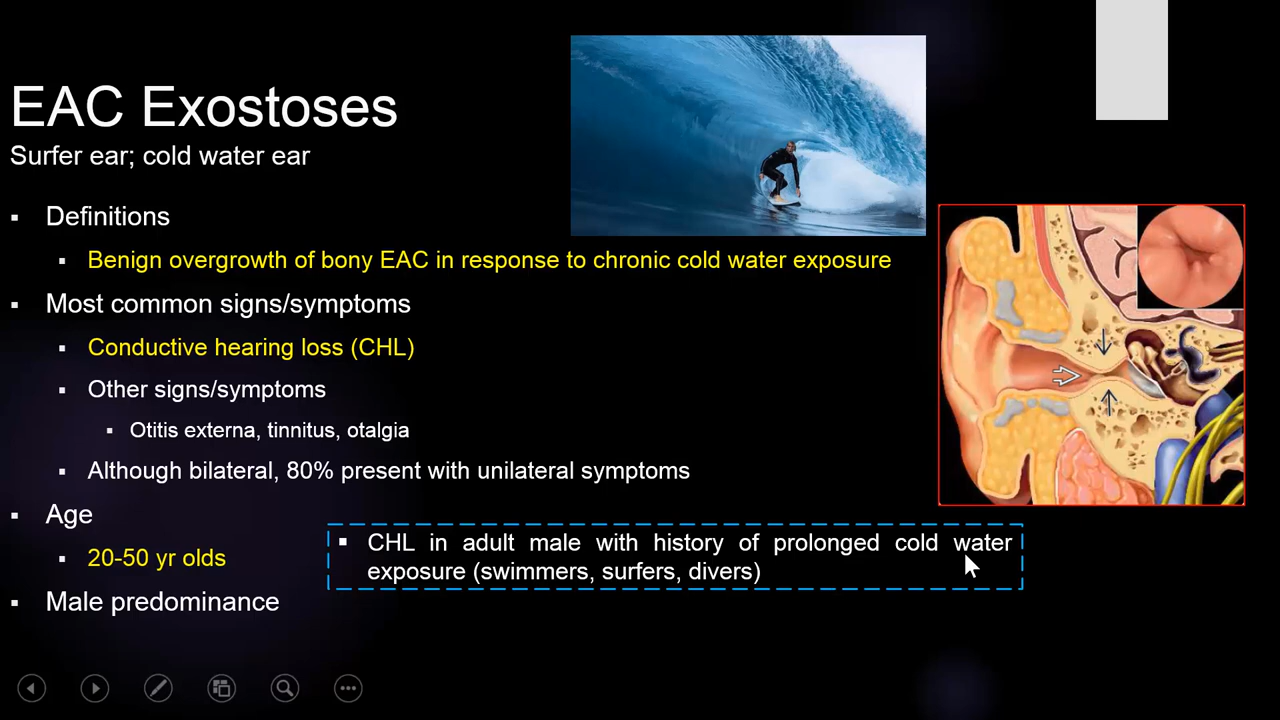 EAC Exostoses
Surfer ear; cold water ear
▪ Definitions
▪ Benign overgrowth of bony EAC in response to chronic cold water exposure
▪ Most common signs/symptoms
▪ Conductive hearing loss (CHL)
▪ Other signs/symptoms
▪ Otitis externa, tinnitus, otalgia
▪ Although bilateral, 80% present with unilateral symptoms
▪ Age
▪ 20-50 yr olds
▪ Male predominance
▪ CHL in adult male with history of prolonged cold water
exposure (swimmers, surfers, divers)